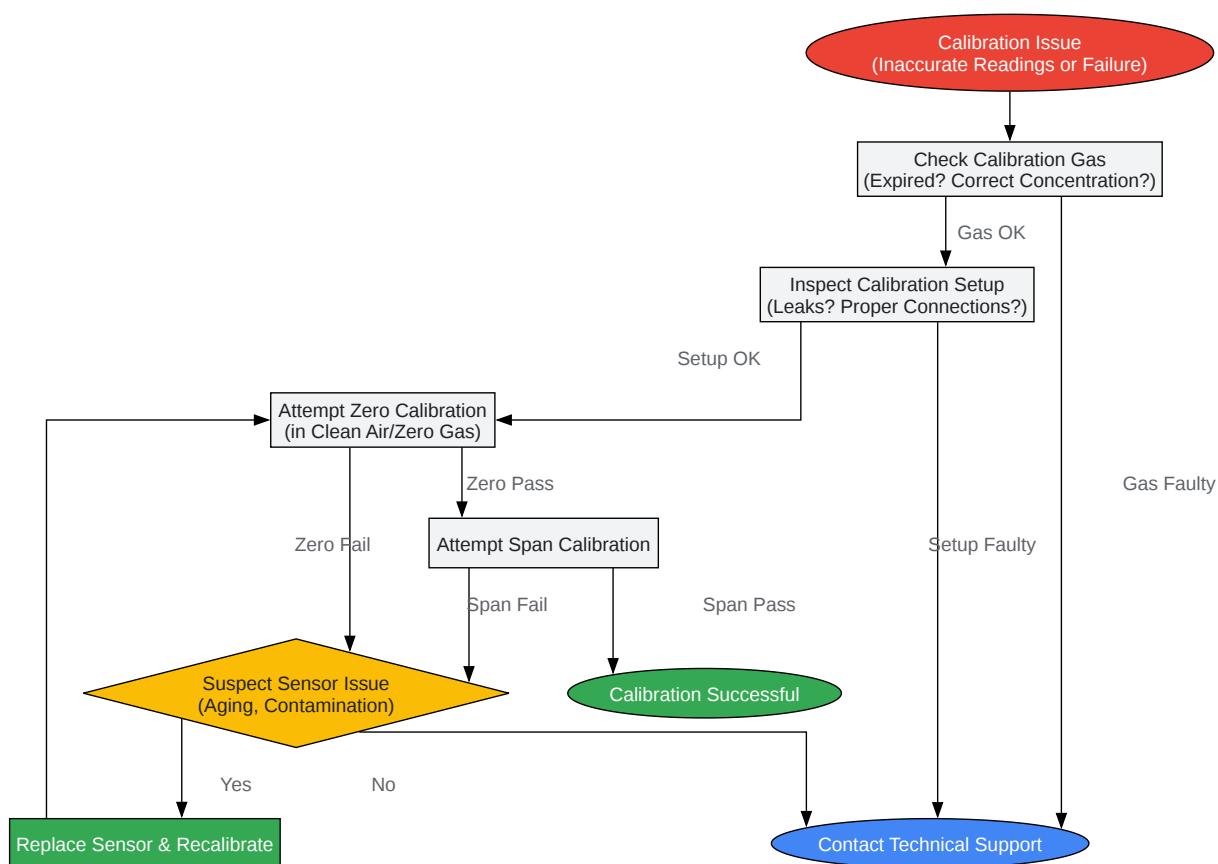 Calibration Issue
(Inaccurate Readings or Failure)
Check Calibration Gas
(Expired? Correct Concentration?)
Gas OK
Inspect Calibration Setup
(Leaks? Proper Connections?)
Setup OK
Attempt Zero Calibration
(in Clean Air/Zero Gas)
Zero Pass
Gas Faulty
Zero Fail
Attempt Span Calibration
Setup Faulty
Span Fail
Span Pass
Suspect Sensor Issue
(Aging, Contamination)
Calibration Successful
Yes
No
Replace Sensor & Recalibrate
Contact Technical Support